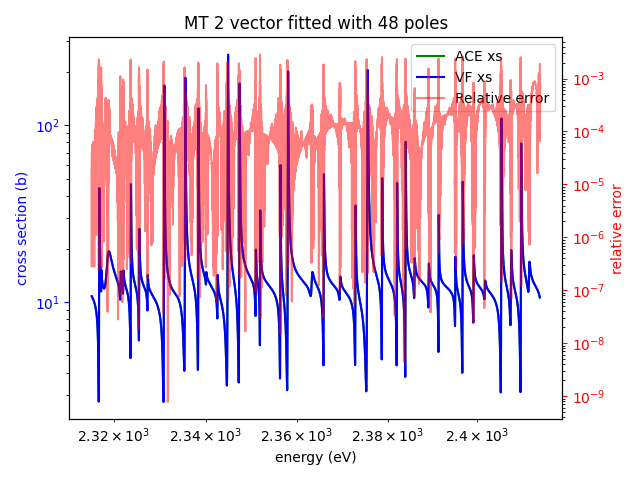 MT 2 vector fitted with 48 poles
ACE xs
VF xs
Relative error
cross section (b)
10²
10¹
relative error
10⁻³
10⁻⁴
10⁻⁵
10⁻⁶
10⁻⁷
10⁻⁸
10⁻⁹
2.32 × 10³
2.34 × 10³
2.36 × 10³
2.38 × 10³
2.4 × 10³
energy (eV)